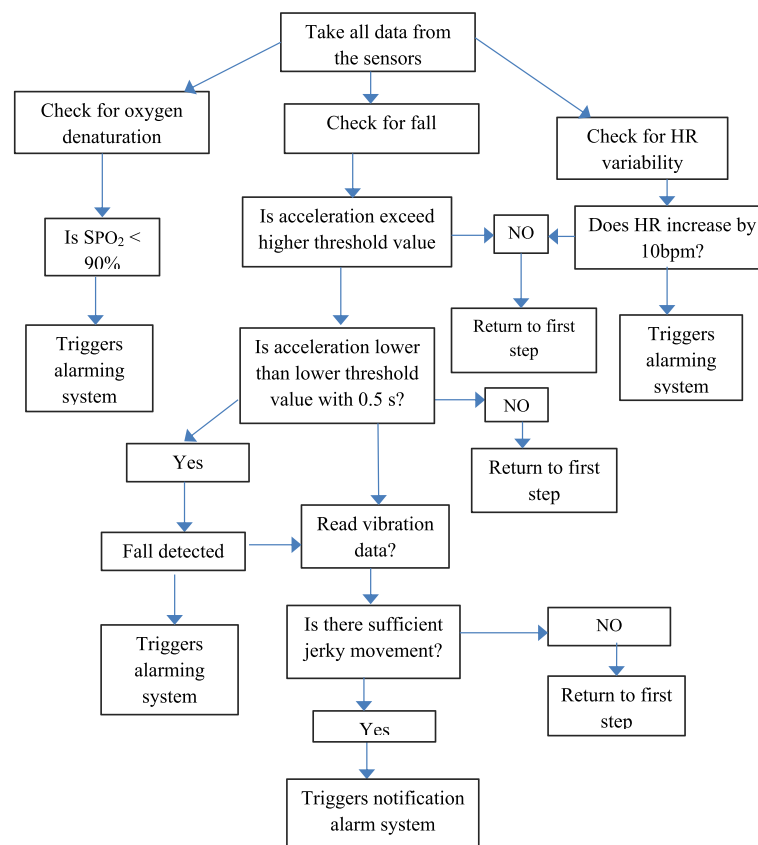 Take all data from
the sensors
Check for oxygen
denaturation
Check for fall
Check for HR
variability
Is SPO₂ <
90%
Is acceleration exceed
higher threshold value
NO
Does HR increase by
10bpm?
Triggers
alarming
system
Is acceleration lower
than lower threshold
value with 0.5 s?
Return to first
step
Triggers
alarming
system
NO
Yes
Return to first
step
Fall detected
Read vibration
data?
Triggers
alarming
system
Is there sufficient
jerky movement?
NO
Return to first
step
Yes
Triggers notification
alarm system